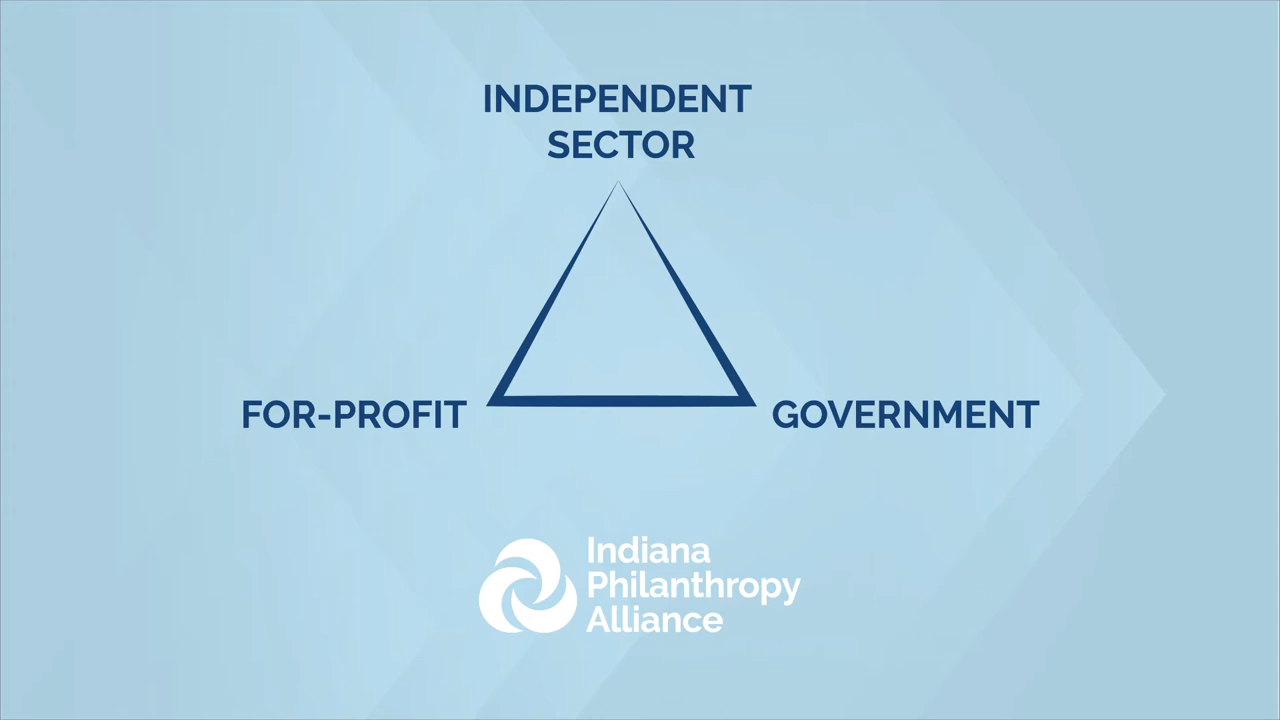 INDEPENDENT
SECTOR
FOR-PROFIT
GOVERNMENT
Indiana
Philanthropy
Alliance